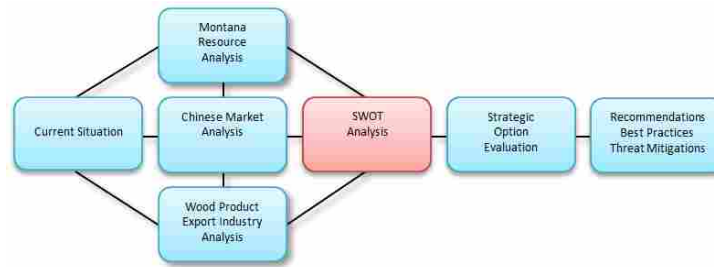 Montana
Resource
Analysis
Current Situation
Chinese Market
Analysis
SWOT
Analysis
Strategic
Option
Evaluation
Recommendations
Best Practices
Threat Mitigations
Wood Product
Export Industry
Analysis